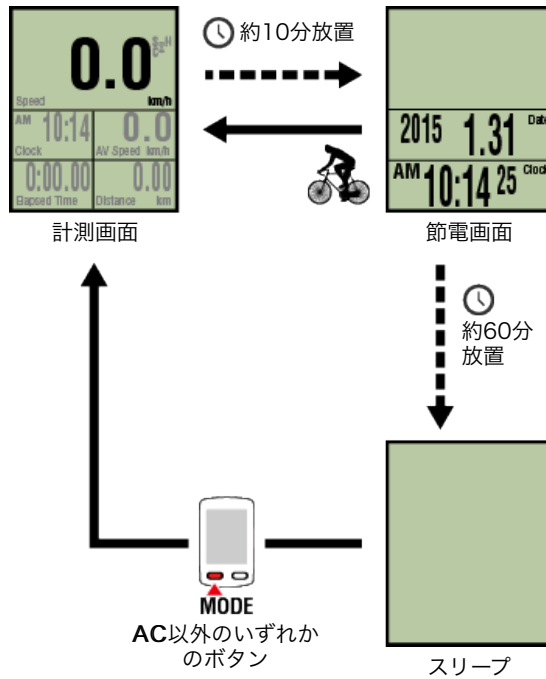 0.0
Speed
km/h
AM 10:14
Clock
0.0
AV Speed km/h
0:00.00
Elapsed Time
0.00
Distance km
計測画面
約10分放置
2015 1.31 Date
AM 10:14 25 Clock
節電画面
約60分
放置
MODE
AC以外のいずれか
のボタン
スリープ